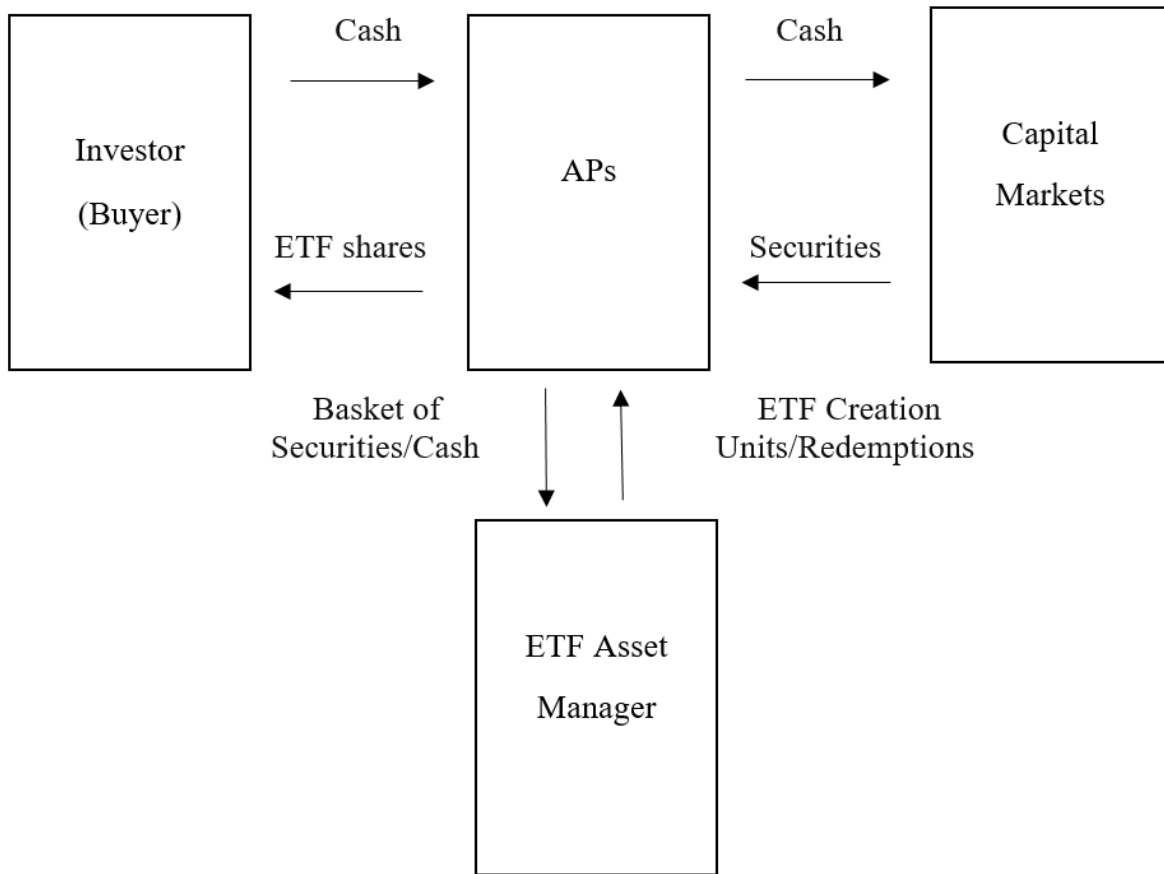 Cash
Cash
Investor
(Buyer)
APs
Capital
Markets
ETF shares
Securities
Basket of
Securities/Cash
ETF Creation
Units/Redemptions
ETF Asset
Manager